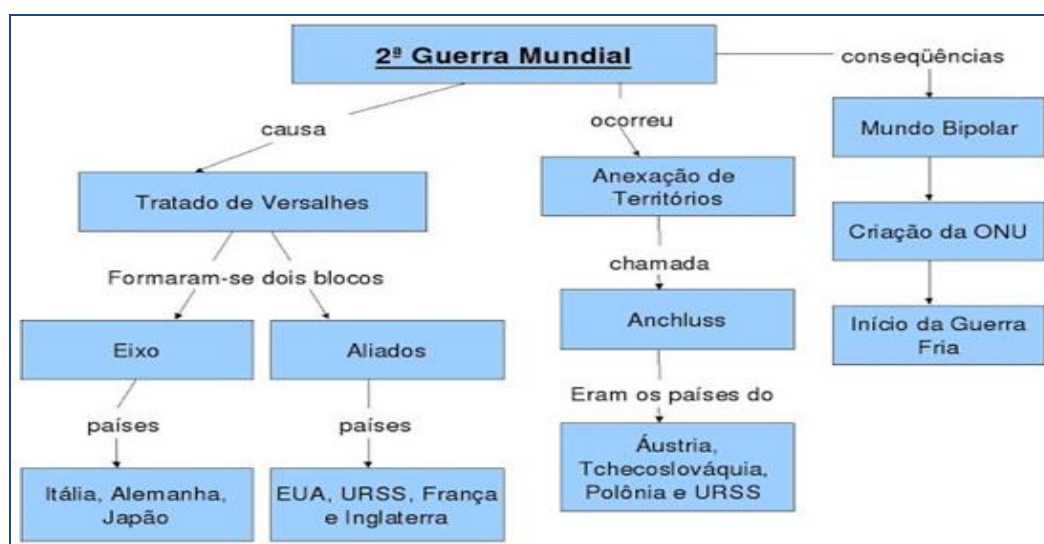 2ª Guerra Mundial
conseqüências
causa
ocorreu
Mundo Bipolar
Tratado de Versalhes
Anexação de
Territórios
Criação da ONU
Formaram-se dois blocos
chamada
Eixo
Aliados
Anchluss
Início da Guerra
Fria
países
países
Eram os países do
Itália, Alemanha,
Japão
EUA, URSS, França
e Inglaterra
Áustria,
Tchecoslováquia,
Polônia e URSS